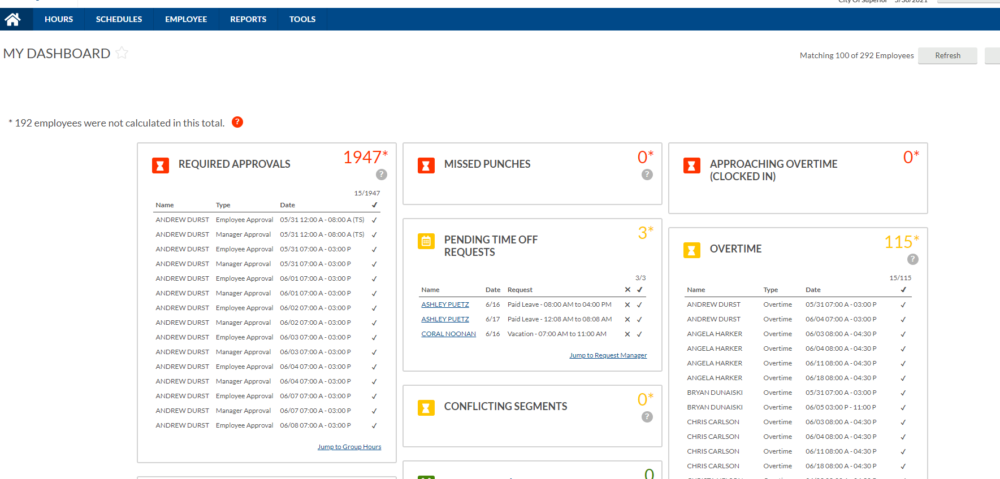 City Of Superior 5/30/2021
HOURS SCHEDULES EMPLOYEE REPORTS TOOLS
MY DASHBOARD
Matching 100 of 292 Employees Refresh
* 192 employees were not calculated in this total. ?
REQUIRED APPROVALS 1947*
?
15/1947
Name Type Date ✓
ANDREW DURST Employee Approval 05/31 12:00 A - 08:00 A (TS) ✓
ANDREW DURST Manager Approval 05/31 12:00 A - 08:00 A (TS) ✓
ANDREW DURST Employee Approval 05/31 07:00 A - 03:00 P ✓
ANDREW DURST Manager Approval 05/31 07:00 A - 03:00 P ✓
ANDREW DURST Employee Approval 06/01 07:00 A - 03:00 P ✓
ANDREW DURST Manager Approval 06/01 07:00 A - 03:00 P ✓
ANDREW DURST Employee Approval 06/02 07:00 A - 03:00 P ✓
ANDREW DURST Manager Approval 06/02 07:00 A - 03:00 P ✓
ANDREW DURST Employee Approval 06/03 07:00 A - 03:00 P ✓
ANDREW DURST Manager Approval 06/03 07:00 A - 03:00 P ✓
ANDREW DURST Employee Approval 06/04 07:00 A - 03:00 P ✓
ANDREW DURST Manager Approval 06/04 07:00 A - 03:00 P ✓
ANDREW DURST Employee Approval 06/07 07:00 A - 03:00 P ✓
ANDREW DURST Manager Approval 06/07 07:00 A - 03:00 P ✓
ANDREW DURST Employee Approval 06/08 07:00 A - 03:00 P ✓
Jump to Group Hours
MISSED PUNCHES 0*
?
PENDING TIME OFF 3*
REQUESTS
3/3
Name Date Request ✕ ✓
ASHLEY PUETZ 6/16 Paid Leave - 08:00 AM to 04:00 PM ✕ ✓
ASHLEY PUETZ 6/17 Paid Leave - 12:08 AM to 08:08 AM ✕ ✓
CORAL NOONAN 6/16 Vacation - 07:00 AM to 11:00 AM ✕ ✓
Jump to Request Manager
CONFLICTING SEGMENTS 0*
?
0
APPROACHING OVERTIME 0*
(CLOCKED IN)
OVERTIME 115*
?
15/115
Name Type Date ✓
ANDREW DURST Overtime 05/31 07:00 A - 03:00 P ✓
ANDREW DURST Overtime 06/04 07:00 A - 03:00 P ✓
ANGELA HARKER Overtime 06/03 08:00 A - 04:30 P ✓
ANGELA HARKER Overtime 06/04 08:00 A - 04:30 P ✓
ANGELA HARKER Overtime 06/11 08:00 A - 04:30 P ✓
ANGELA HARKER Overtime 06/18 08:00 A - 04:30 P ✓
BRYAN DUNAISKI Overtime 05/31 07:00 A - 03:00 P ✓
BRYAN DUNAISKI Overtime 06/05 03:00 P - 11:00 P ✓
CHRIS CARLSON Overtime 06/03 08:00 A - 04:30 P ✓
CHRIS CARLSON Overtime 06/04 08:00 A - 04:30 P ✓
CHRIS CARLSON Overtime 06/11 08:00 A - 04:30 P ✓
CHRIS CARLSON Overtime 06/18 08:00 A - 04:30 P ✓